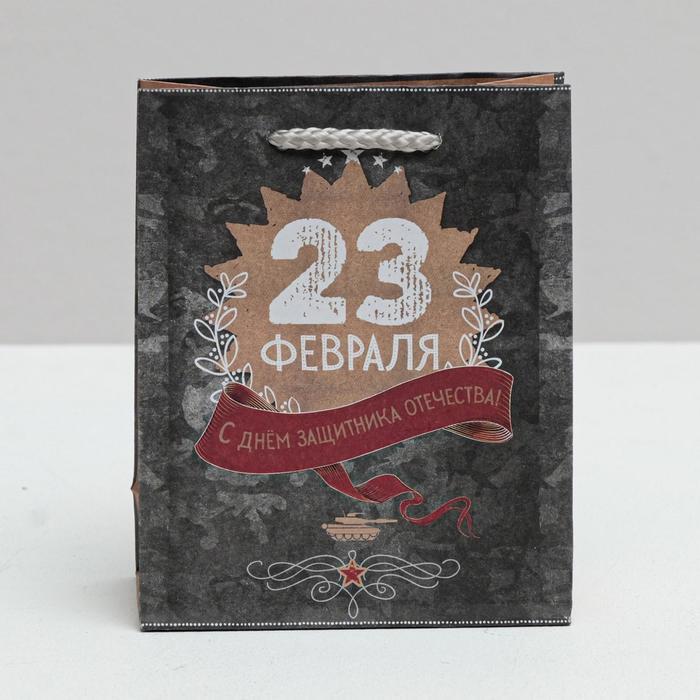 23
ФЕВРАЛЯ
С ДНЁМ ЗАЩИТНИКА ОТЕЧЕСТВА!